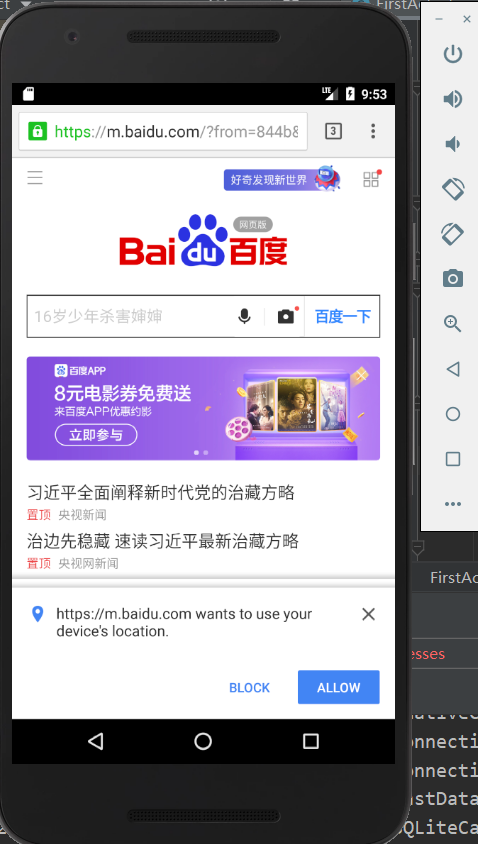 ct
FirstAc
LTE 9:53
https://m.baidu.com/?from=844b&
3
好奇发现新世界
Bai du 百度
网页版
16岁少年杀害婶婶
百度一下
百度APP
8元电影券免费送
来百度APP优惠约影
立即参与
习近平全面阐释新时代党的治藏方略
置顶 央视新闻
治边先稳藏 速读习近平最新治藏方略
置顶 央视网新闻
https://m.baidu.com wants to use your
device's location.
BLOCK
ALLOW
FirstAc
esses
onnecti
onnecti
astData
QLiteCa